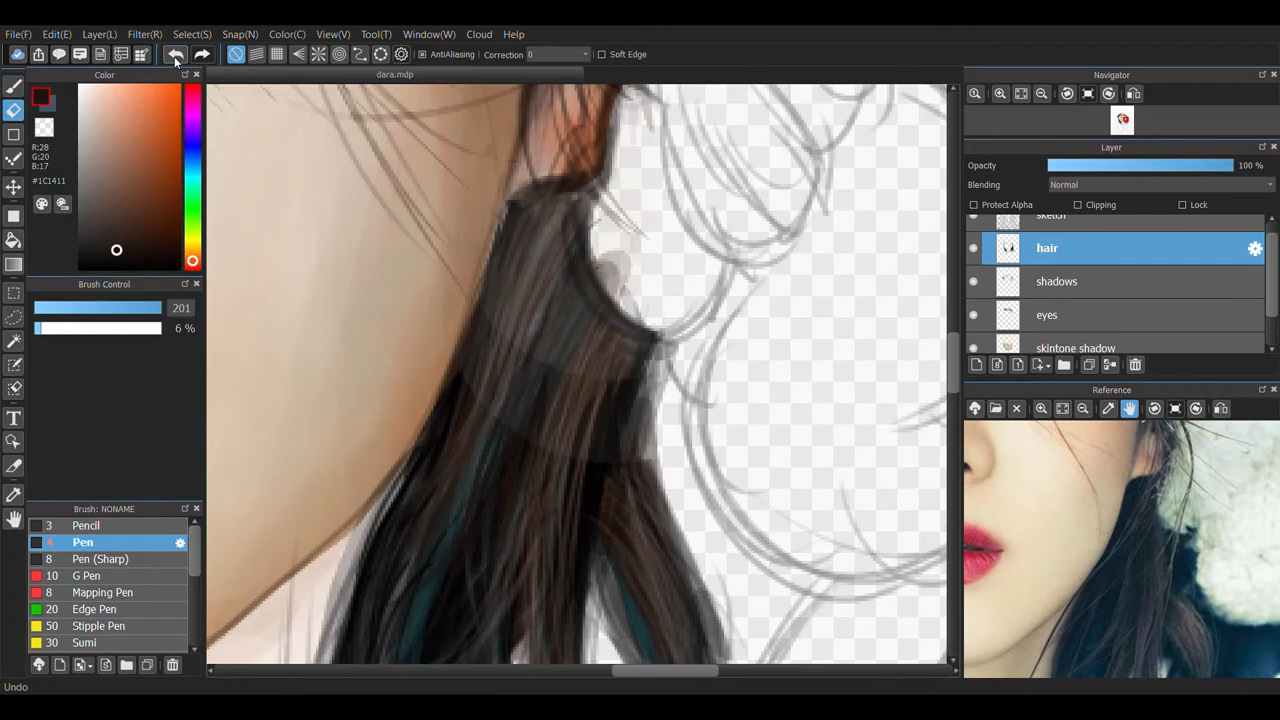 File(F) Edit(E) Layer(L) Filter(R) Select(S) Snap(N) Color(C) View(V) Tool(T) Window(W) Cloud Help
AntiAliasing Correction 0 Soft Edge
Color
dara.mdp
Navigator
R:28
G:20
B:17
#1C1411
Layer
Opacity 100 %
Blending Normal
Protect Alpha Clipping Lock
sketch
hair
shadows
eyes
skintone shadow
Brush Control
201
6 %
Reference
Brush: NONAME
3 Pencil
Pen
8 Pen (Sharp)
10 G Pen
8 Mapping Pen
20 Edge Pen
50 Stipple Pen
30 Sumi
Undo